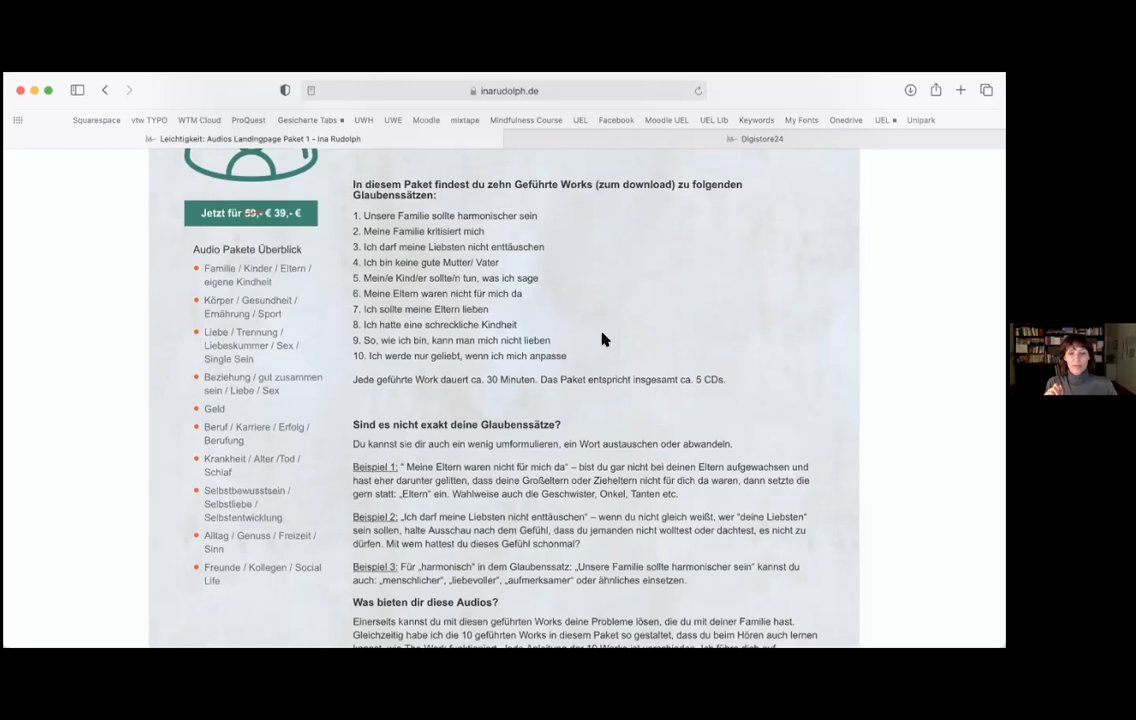 inarudolph.de
Squarespace vtw TYPO WTM Cloud ProQuest Gesicherte Tabs UWH UWE Moodle mixtape Mindfulness Course UEL Facebook Moodle UEL UEL Lib Keywords My Fonts Onedrive UEL Unipark
Leichtigkeit: Audios Landingpage Paket 1 – Ina Rudolph
Digistore24
Jetzt für 59,- € 39,- €
Audio Pakete Überblick
Familie / Kinder / Eltern /
eigene Kindheit
Körper / Gesundheit /
Ernährung / Sport
Liebe / Trennung /
Liebeskummer / Sex /
Single Sein
Beziehung / gut zusammen
sein / Liebe / Sex
Geld
Beruf / Karriere / Erfolg /
Berufung
Krankheit / Alter /Tod /
Schlaf
Selbstbewusstsein /
Selbstliebe /
Selbstentwicklung
Alltag / Genuss / Freizeit /
Sinn
Freunde / Kollegen / Social
Life
In diesem Paket findest du zehn Geführte Works (zum download) zu folgenden
Glaubenssätzen:
1. Unsere Familie sollte harmonischer sein
2. Meine Familie kritisiert mich
3. Ich darf meine Liebsten nicht enttäuschen
4. Ich bin keine gute Mutter/ Vater
5. Mein/e Kind/er sollte/n tun, was ich sage
6. Meine Eltern waren nicht für mich da
7. Ich sollte meine Eltern lieben
8. Ich hatte eine schreckliche Kindheit
9. So, wie ich bin, kann man mich nicht lieben
10. Ich werde nur geliebt, wenn ich mich anpasse
Jede geführte Work dauert ca. 30 Minuten. Das Paket entspricht insgesamt ca. 5 CDs.
Sind es nicht exakt deine Glaubenssätze?
Du kannst sie dir auch ein wenig umformulieren, ein Wort austauschen oder abwandeln.
Beispiel 1: " Meine Eltern waren nicht für mich da" – bist du gar nicht bei deinen Eltern aufgewachsen und
hast eher darunter gelitten, dass deine Großeltern oder Zieheltern nicht für dich da waren, dann setzte die
gern statt: „Eltern" ein. Wahlweise auch die Geschwister, Onkel, Tanten etc.
Beispiel 2: „Ich darf meine Liebsten nicht enttäuschen" – wenn du nicht gleich weißt, wer "deine Liebsten"
sein sollen, halte Ausschau nach dem Gefühl, dass du jemanden nicht wolltest oder dachtest, es nicht zu
dürfen. Mit wem hattest du dieses Gefühl schonmal?
Beispiel 3: Für „harmonisch" in dem Glaubenssatz: „Unsere Familie sollte harmonischer sein" kannst du
auch: „menschlicher", „liebevoller", „aufmerksamer" oder ähnliches einsetzen.
Was bieten dir diese Audios?
Einerseits kannst du mit diesen geführten Works deine Probleme lösen, die du mit deiner Familie hast.
Gleichzeitig habe ich die 10 geführten Works in diesem Paket so gestaltet, dass du beim Hören auch lernen